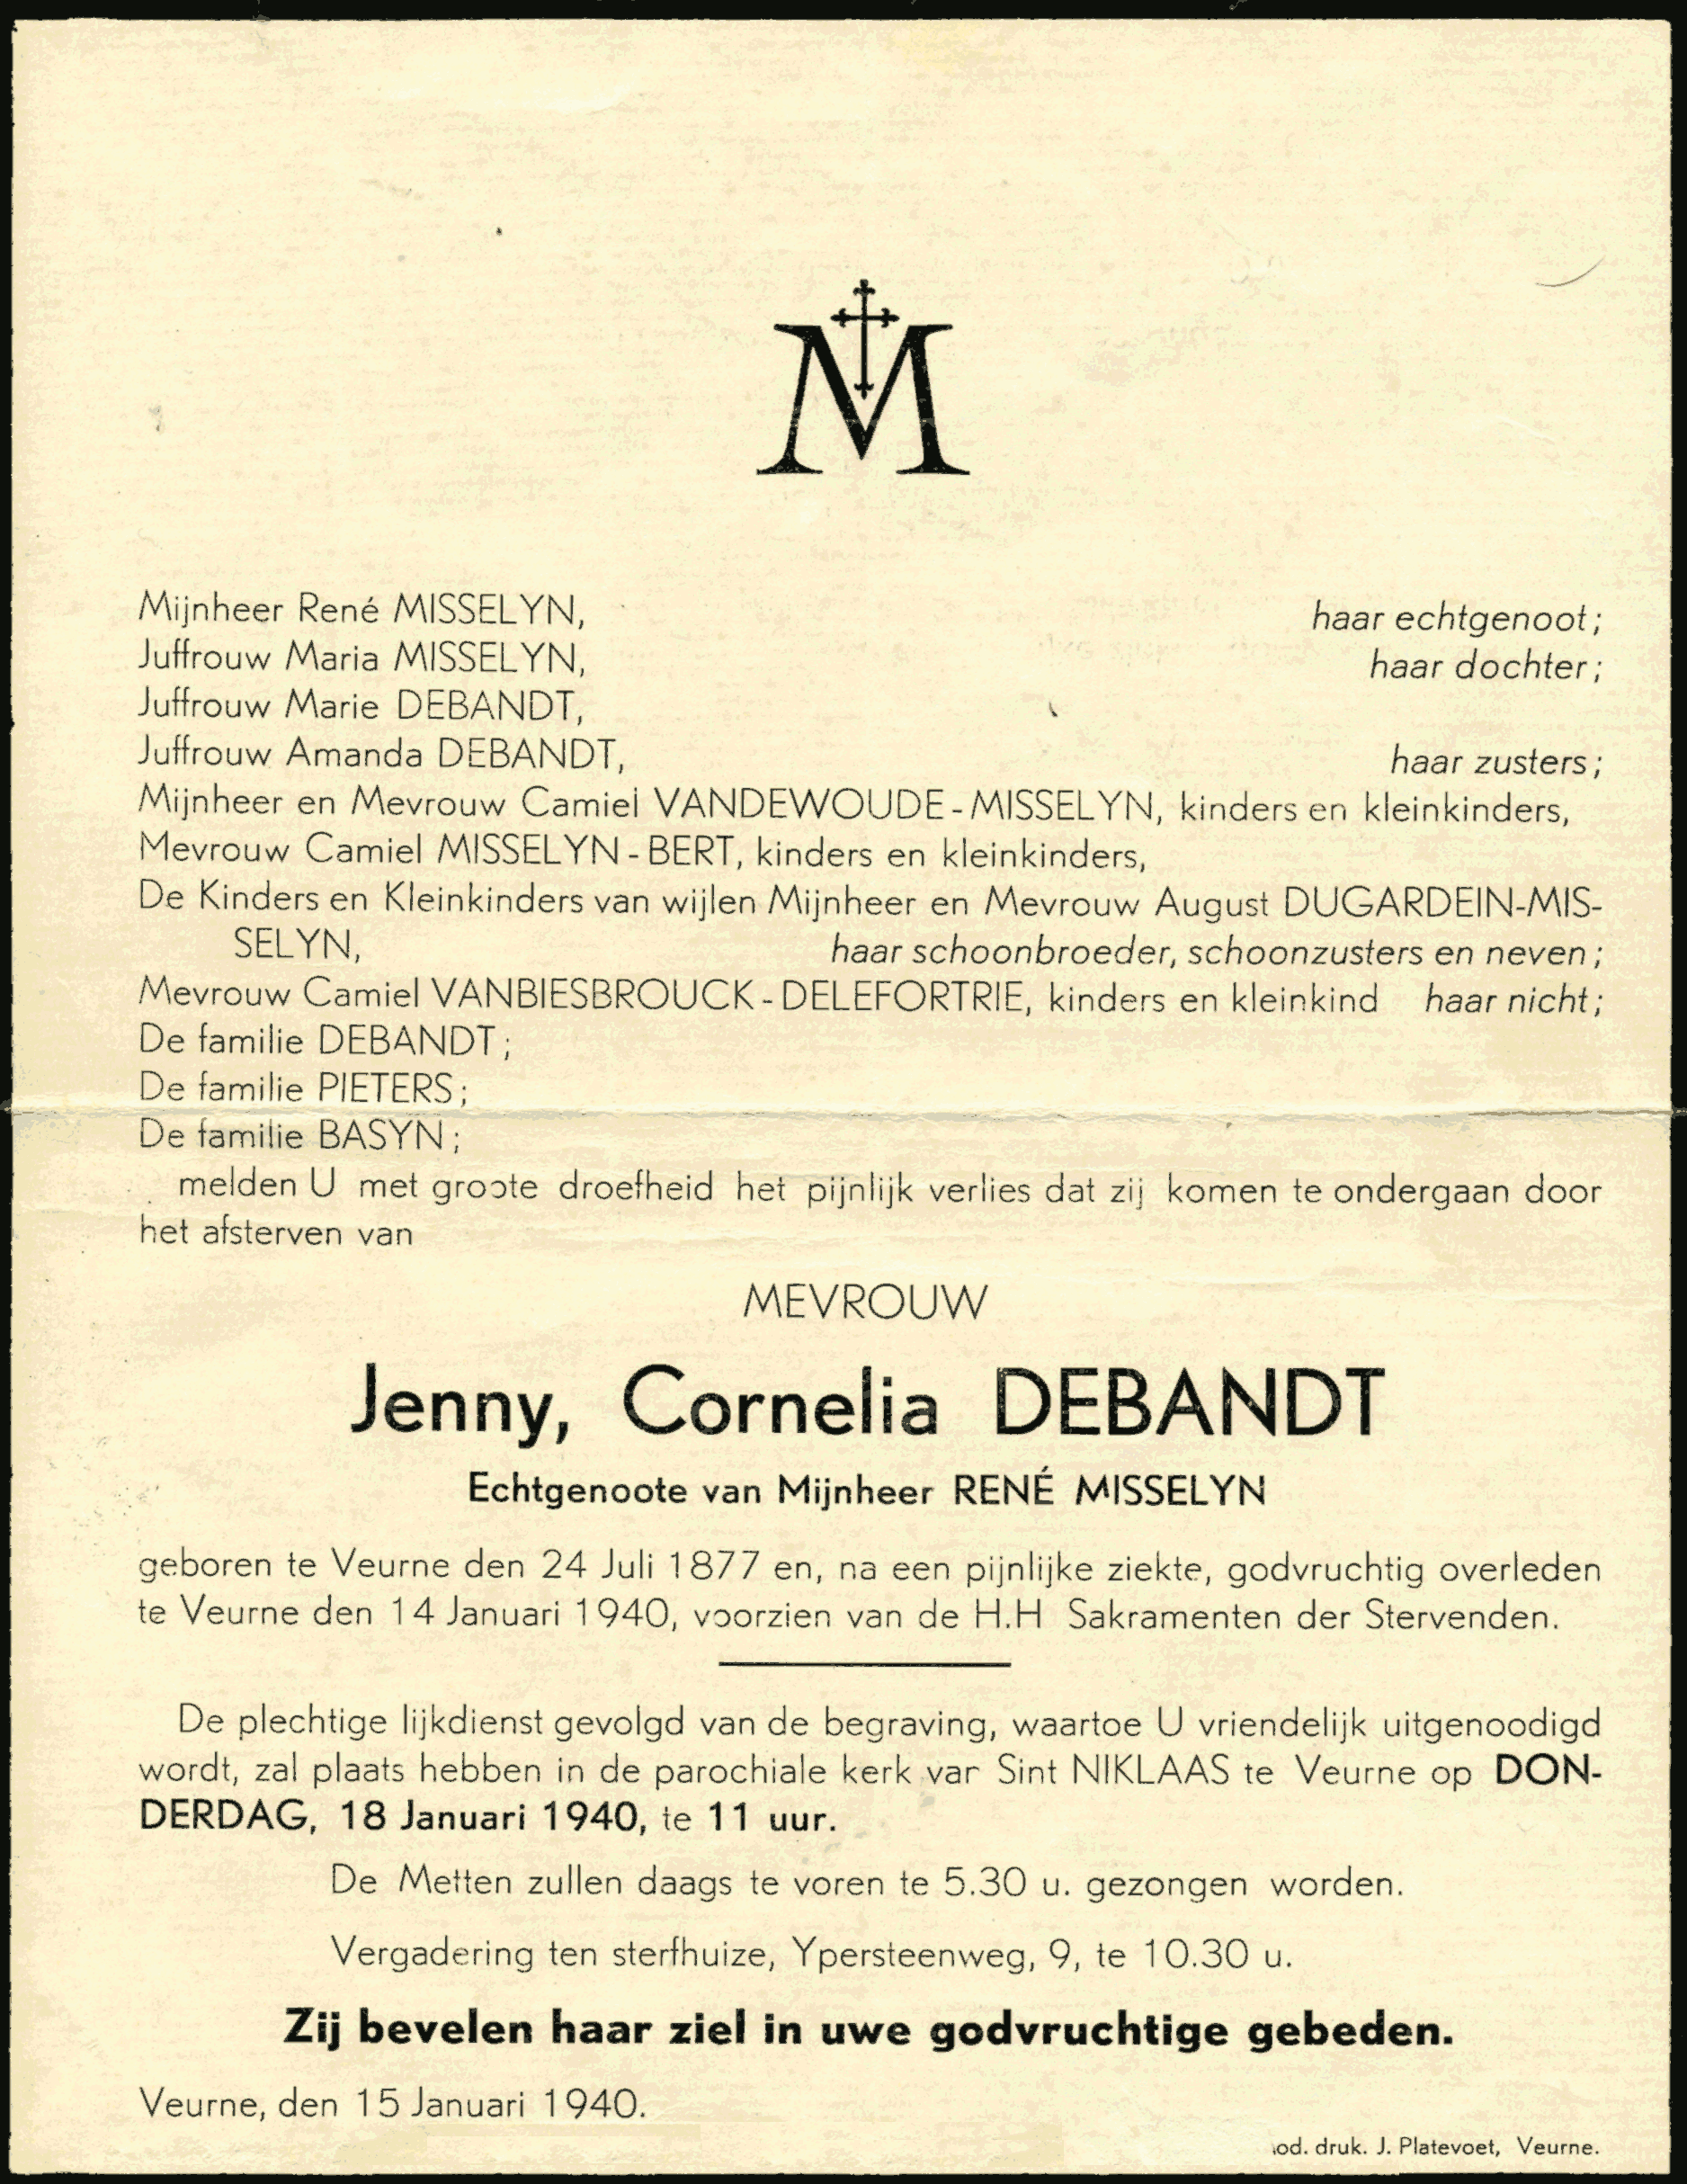 M
Mijnheer René MISSELYN, haar echtgenoot;
Juffrouw Maria MISSELYN, haar dochter;
Juffrouw Marie DEBANDT,
Juffrouw Amanda DEBANDT, haar zusters;
Mijnheer en Mevrouw Camiel VANDEWOUDE - MISSELYN, kinders en kleinkinders,
Mevrouw Camiel MISSELYN - BERT, kinders en kleinkinders,
De Kinders en Kleinkinders van wijlen Mijnheer en Mevrouw August DUGARDEIN-MIS-
SELYN, haar schoonbroeder, schoonzusters en neven;
Mevrouw Camiel VANBIESBROUCK - DELEFORTRIE, kinders en kleinkind haar nicht;
De familie DEBANDT;
De familie PIETERS;
De familie BASYN;
melden U met groote droefheid het pijnlijk verlies dat zij komen te ondergaan door
het afsterven van
MEVROUW
Jenny, Cornelia DEBANDT
Echtgenoote van Mijnheer RENÉ MISSELYN
geboren te Veurne den 24 Juli 1877 en, na een pijnlijke ziekte, godvruchtig overleden
te Veurne den 14 Januari 1940, voorzien van de H.H Sakramenten der Stervenden.
De plechtige lijkdienst gevolgd van de begraving, waartoe U vriendelijk uitgenoodigd
wordt, zal plaats hebben in de parochiale kerk van Sint NIKLAAS te Veurne op DON-
DERDAG, 18 Januari 1940, te 11 uur.
De Metten zullen daags te voren te 5.30 u. gezongen worden.
Vergadering ten sterfhuize, Ypersteenweg, 9, te 10.30 u.
Zij bevelen haar ziel in uwe godvruchtige gebeden.
Veurne, den 15 Januari 1940.
od. druk. J. Platevoet, Veurne.